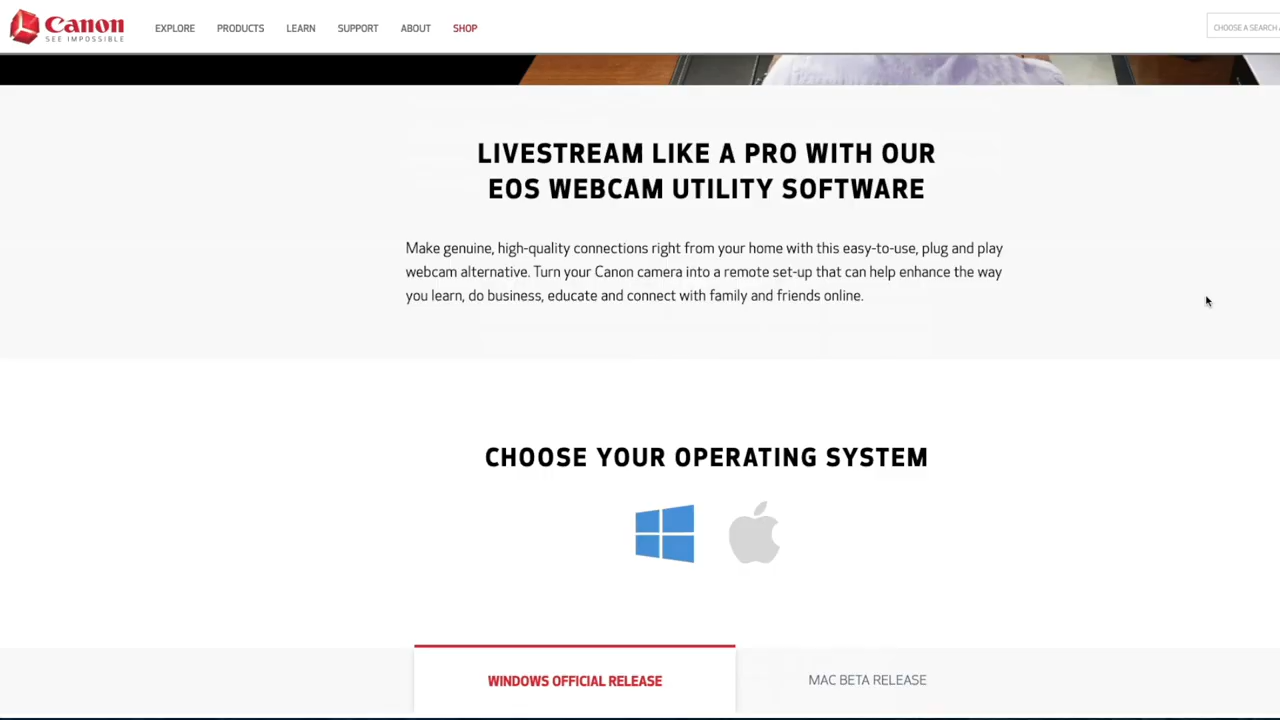 Canon
SEE IMPOSSIBLE
EXPLORE PRODUCTS LEARN SUPPORT ABOUT SHOP
CHOOSE A SEARCH
LIVESTREAM LIKE A PRO WITH OUR
EOS WEBCAM UTILITY SOFTWARE
Make genuine, high-quality connections right from your home with this easy-to-use, plug and play
webcam alternative. Turn your Canon camera into a remote set-up that can help enhance the way
you learn, do business, educate and connect with family and friends online.
CHOOSE YOUR OPERATING SYSTEM
WINDOWS OFFICIAL RELEASE
MAC BETA RELEASE